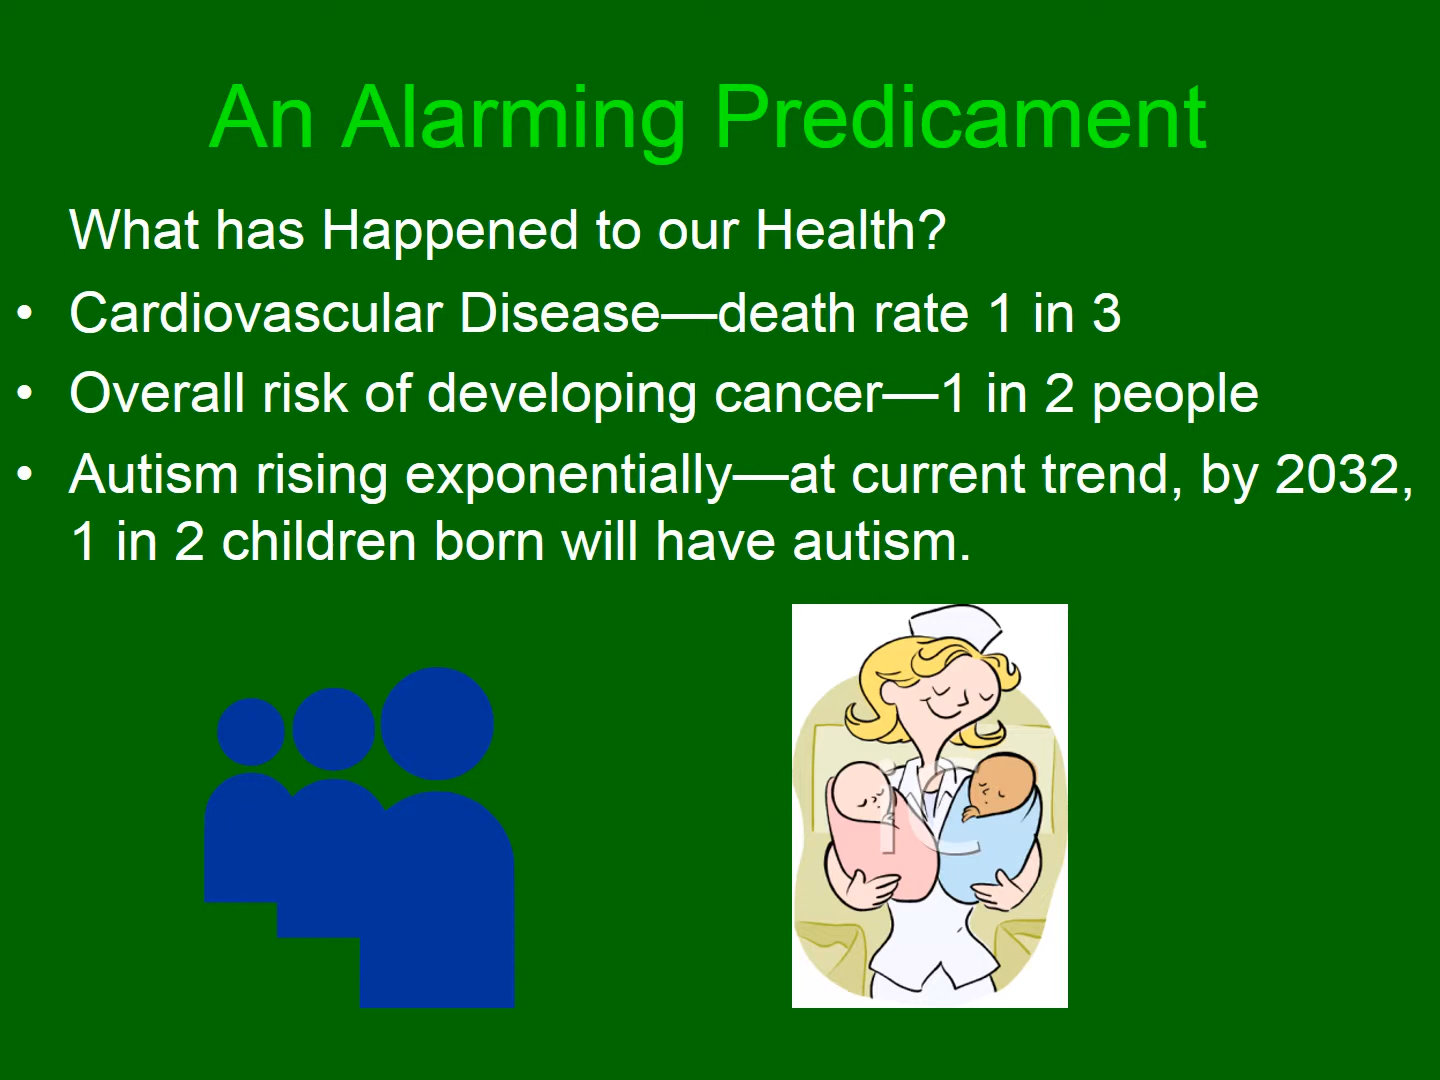 An Alarming Predicament
What has Happened to our Health?
• Cardiovascular Disease—death rate 1 in 3
• Overall risk of developing cancer—1 in 2 people
• Autism rising exponentially—at current trend, by 2032,
1 in 2 children born will have autism.